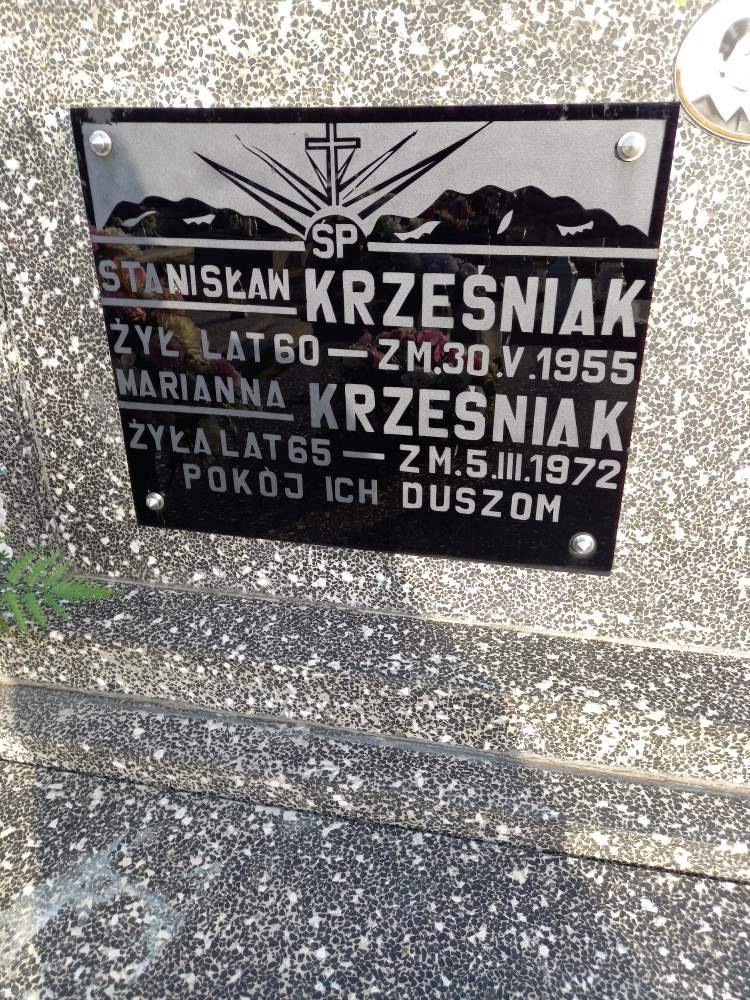 ŚP
STANISŁAW KRZEŚNIAK
ŻYŁ LAT 60 — ZM. 30.V.1955
MARIANNA KRZEŚNIAK
ŻYŁA LAT 65 — ZM. 5.III.1972
POKÓJ ICH DUSZOM